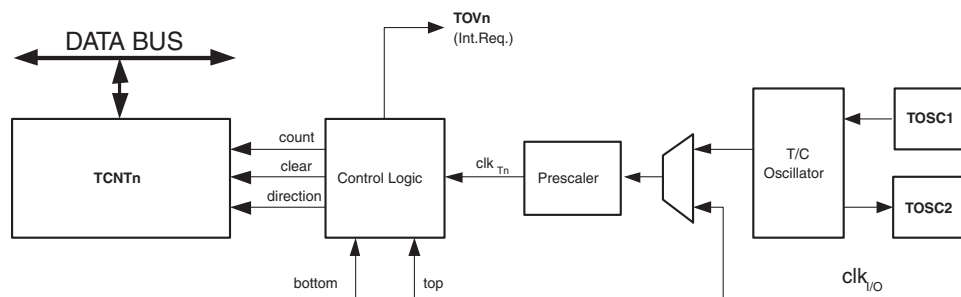 DATA BUS
TOVn
(Int.Req.)
TCNTn
count
clear
direction
Control Logic
clk Tn
Prescaler
T/C
Oscillator
TOSC1
TOSC2
bottom
top
clk I/O